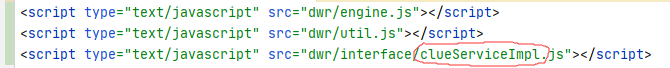 <script type="text/javascript" src="dwr/engine.js"></script>
<script type="text/javascript" src="dwr/util.js"></script>
<script type="text/javascript" src="dwr/interface/clueServiceImpl.js"></script>